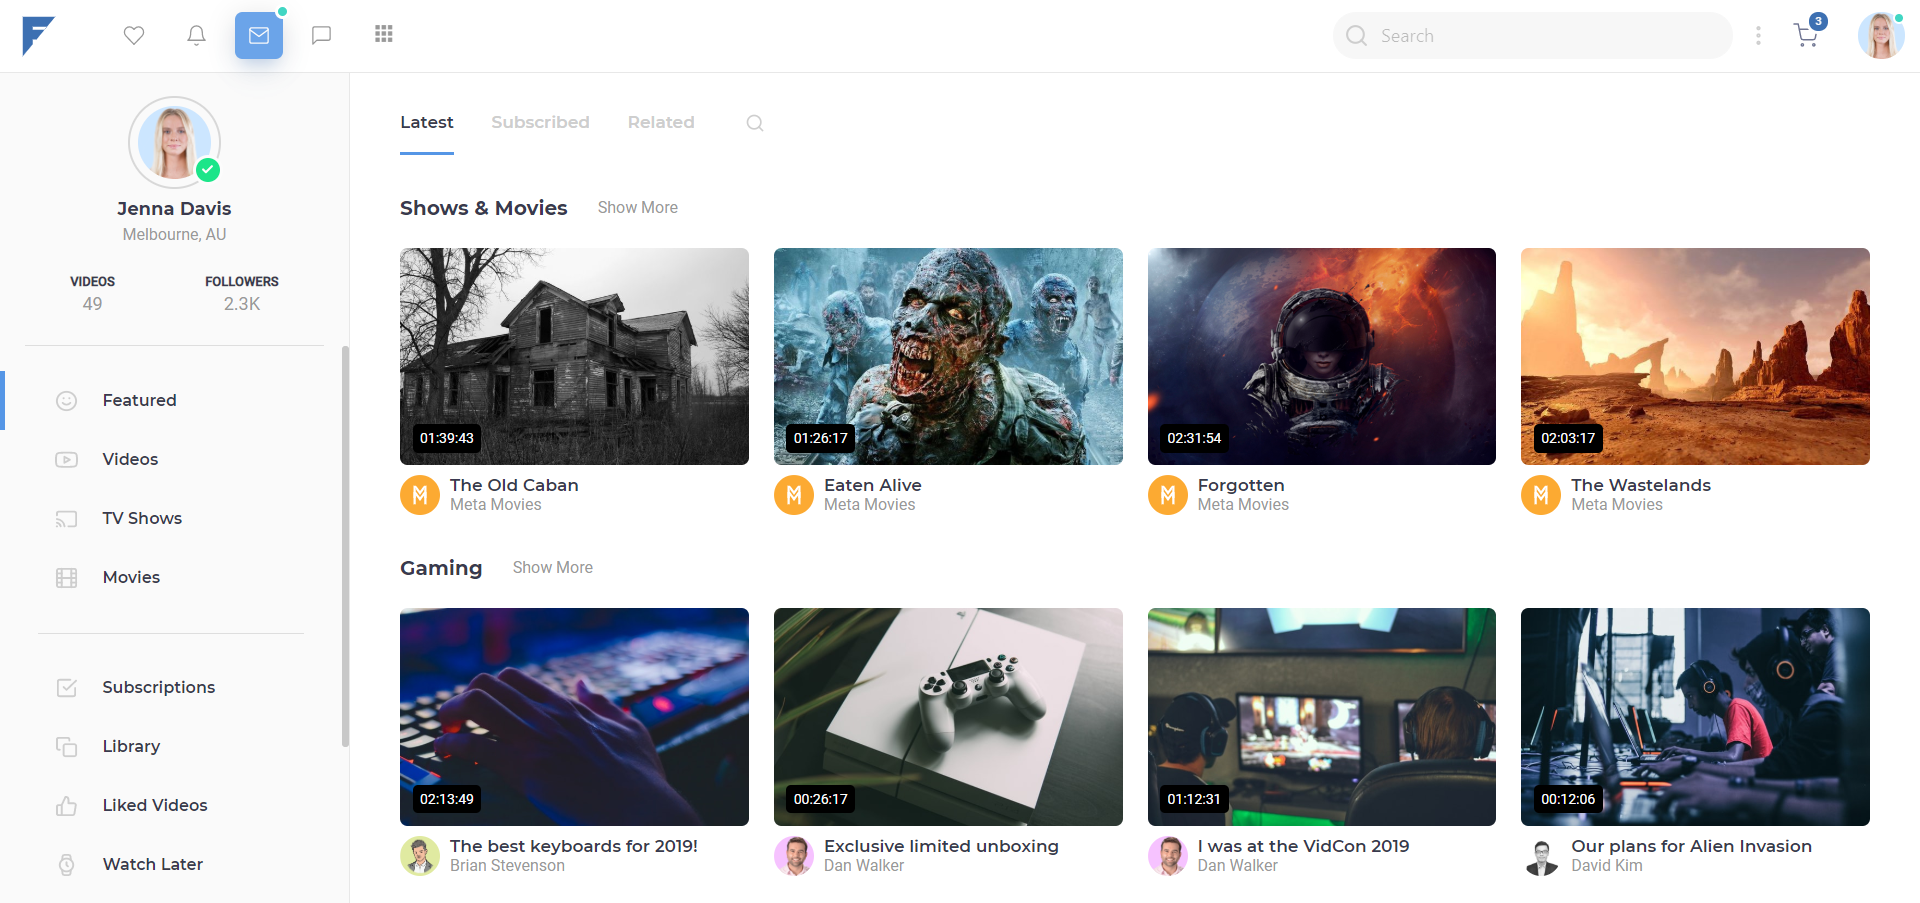 Search
3
Jenna Davis
Melbourne, AU
VIDEOS
49
FOLLOWERS
2.3K
Featured
Videos
TV Shows
Movies
Subscriptions
Library
Liked Videos
Watch Later
Latest
Subscribed
Related
Shows & Movies
Show More
01:39:43
The Old Caban
Meta Movies
01:26:17
Eaten Alive
Meta Movies
02:31:54
Forgotten
Meta Movies
02:03:17
The Wastelands
Meta Movies
Gaming
Show More
02:13:49
The best keyboards for 2019!
Brian Stevenson
00:26:17
Exclusive limited unboxing
Dan Walker
01:12:31
I was at the VidCon 2019
Dan Walker
00:12:06
Our plans for Alien Invasion
David Kim